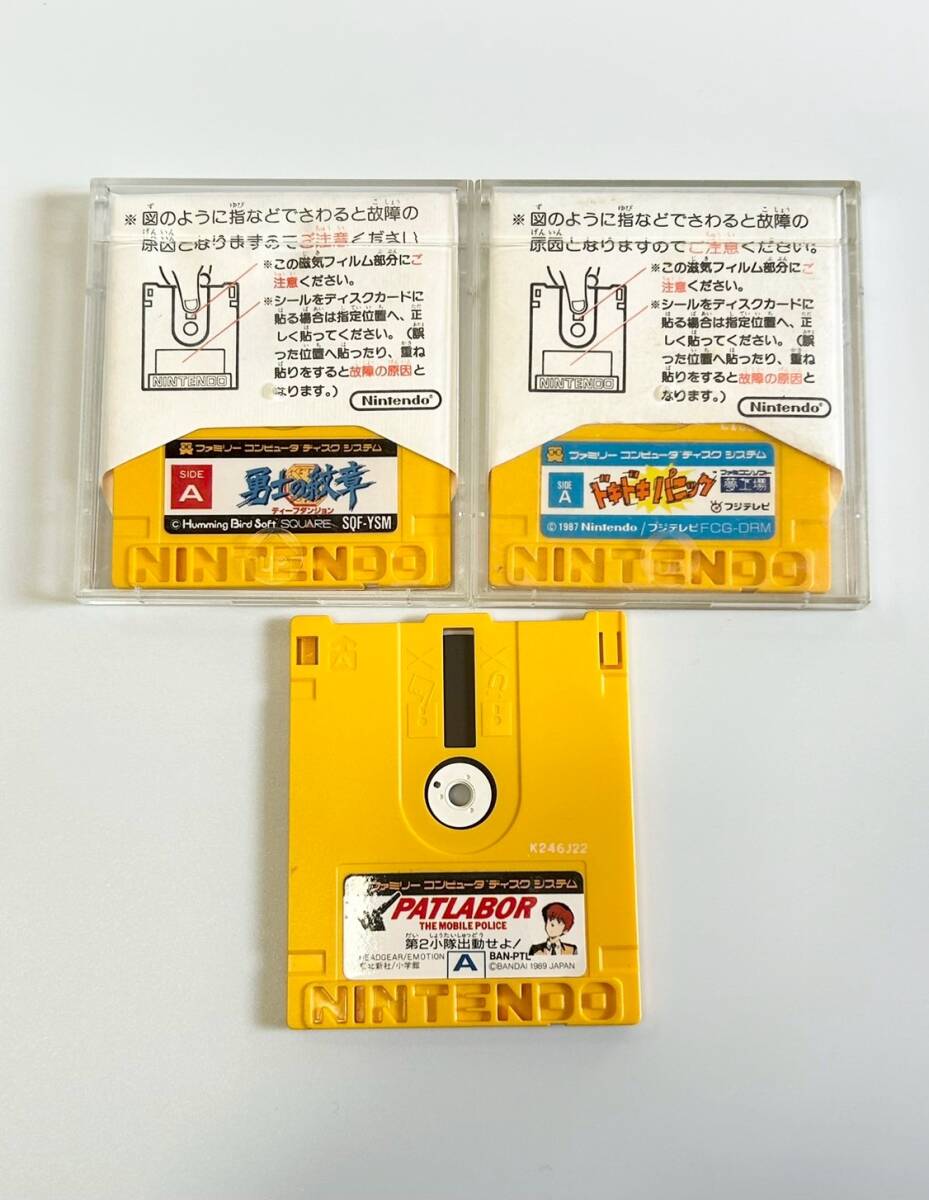 ※図のように指などでさわると故障の
原因となりますのでご注意ください
※この磁気フィルム部分にご
注意ください。
※シールをディスクカードに
貼る場合は指定位置へ、正
しく貼ってください。（誤
った位置へ貼ったり、重ね
貼りをすると故障の原因と
なります。）
NINTENDO
Nintendo®
ファミリー コンピュータ ディスク システム
SIDE
A
勇士の紋章
ディープダンジョン
© Humming Bird Soft SQUARE SQF-YSM
NINTENDO
※図のように指などでさわると故障の
原因となりますのでご注意ください。
※この磁気フィルム部分にご
注意ください。
※シールをディスクカードに
貼る場合は指定位置へ、正
しく貼ってください。（誤
った位置へ貼ったり、重ね
貼りをすると故障の原因と
なります。）
NINTENDO
Nintendo®
ファミリー コンピュータ ディスク システム
SIDE
A
ドキドキパニック
ファミコンソフト
夢工場
フジテレビ
© 1987 Nintendo/フジテレビ FCG-DRM
NINTENDO
K246J22
ファミリー コンピュータ ディスク システム
PATLABOR
THE MOBILE POLICE
第2小隊出動せよ!
HEADGEAR/EMOTION
北新社/小学館
A
BAN-PTL
©BANDAI 1989 JAPAN
NINTENDO